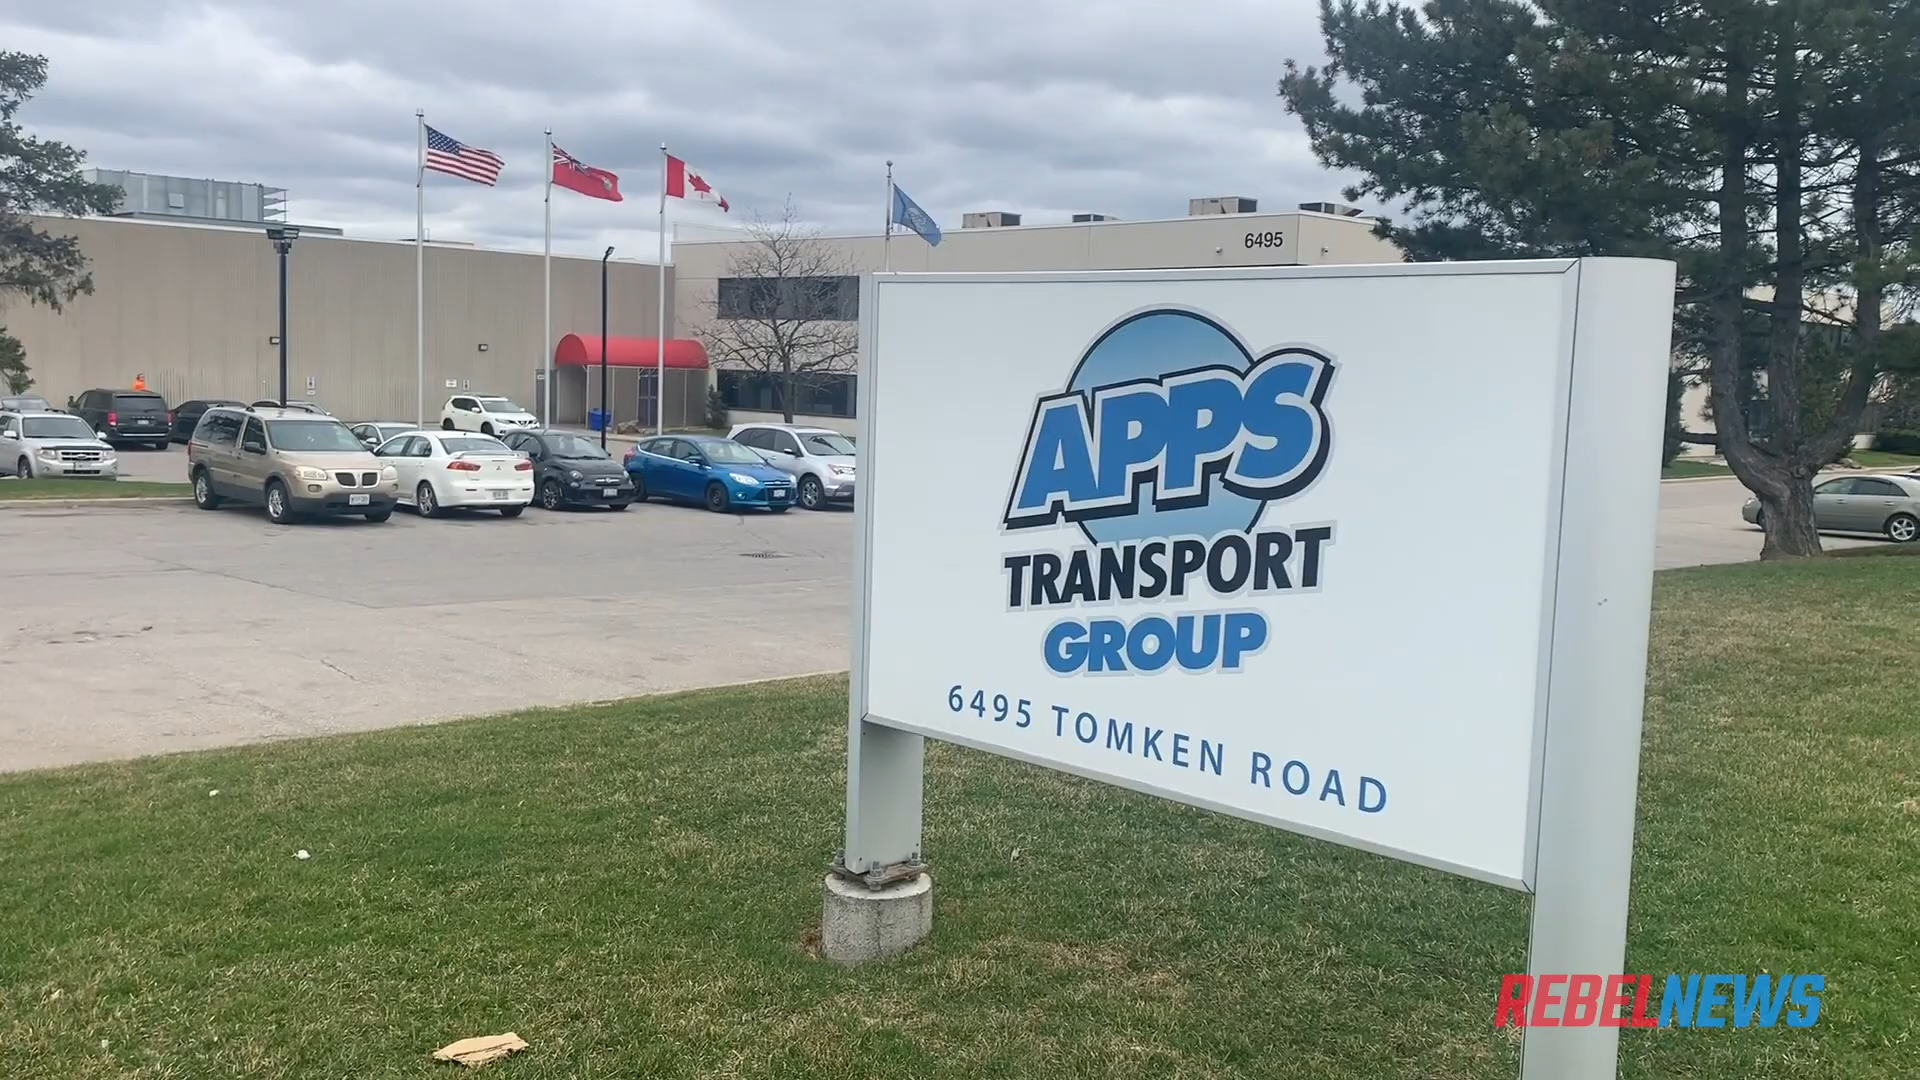 6495
APPS
TRANSPORT
GROUP
6495 TOMKEN ROAD
REBELNEWS